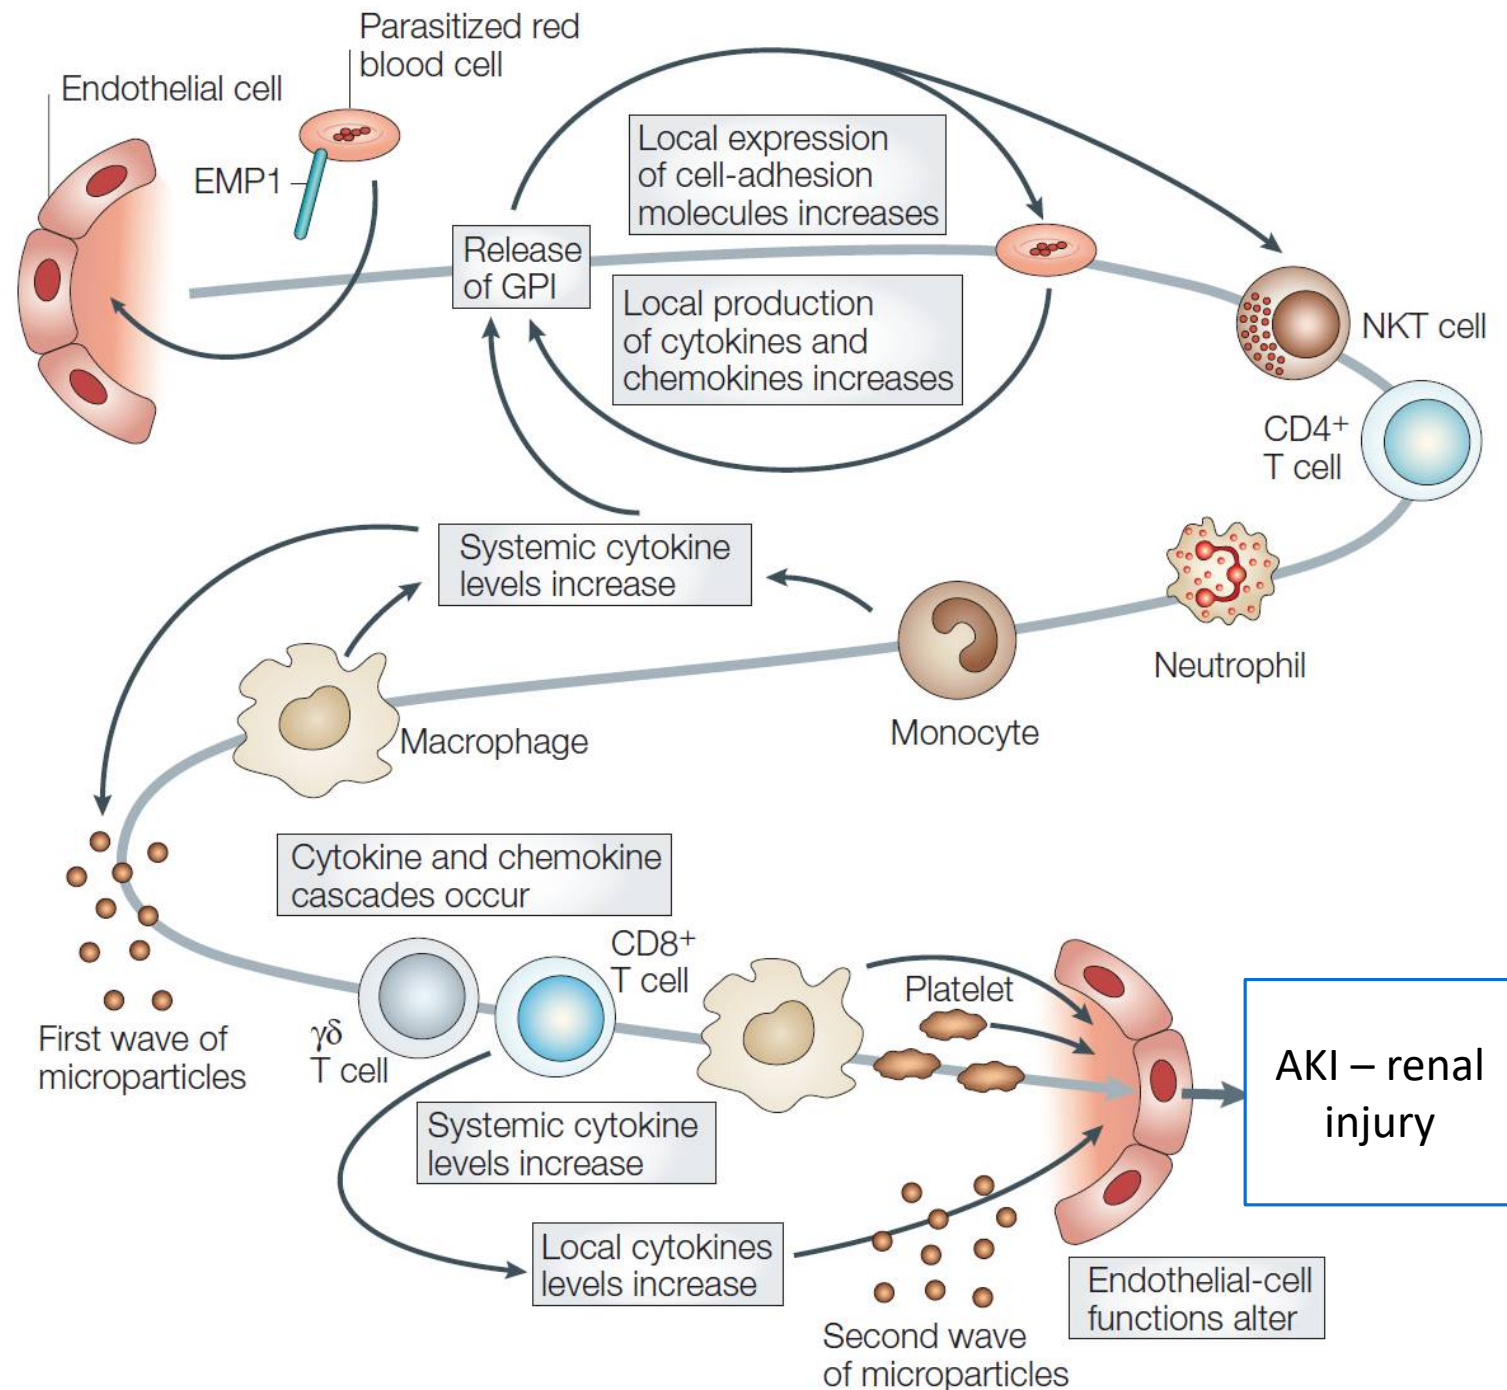 Parasitized red
blood cell
Endothelial cell
EMP1
Local expression
of cell-adhesion
molecules increases
Release
of GPI
Local production
of cytokines and
chemokines increases
NKT cell
CD4⁺
T cell
Systemic cytokine
levels increase
Neutrophil
Monocyte
Macrophage
Cytokine and chemokine
cascades occur
CD8⁺
T cell
Platelet
First wave of
microparticles
γδ
T cell
AKI – renal
injury
Systemic cytokine
levels increase
Local cytokines
levels increase
Endothelial-cell
functions alter
Second wave
of microparticles